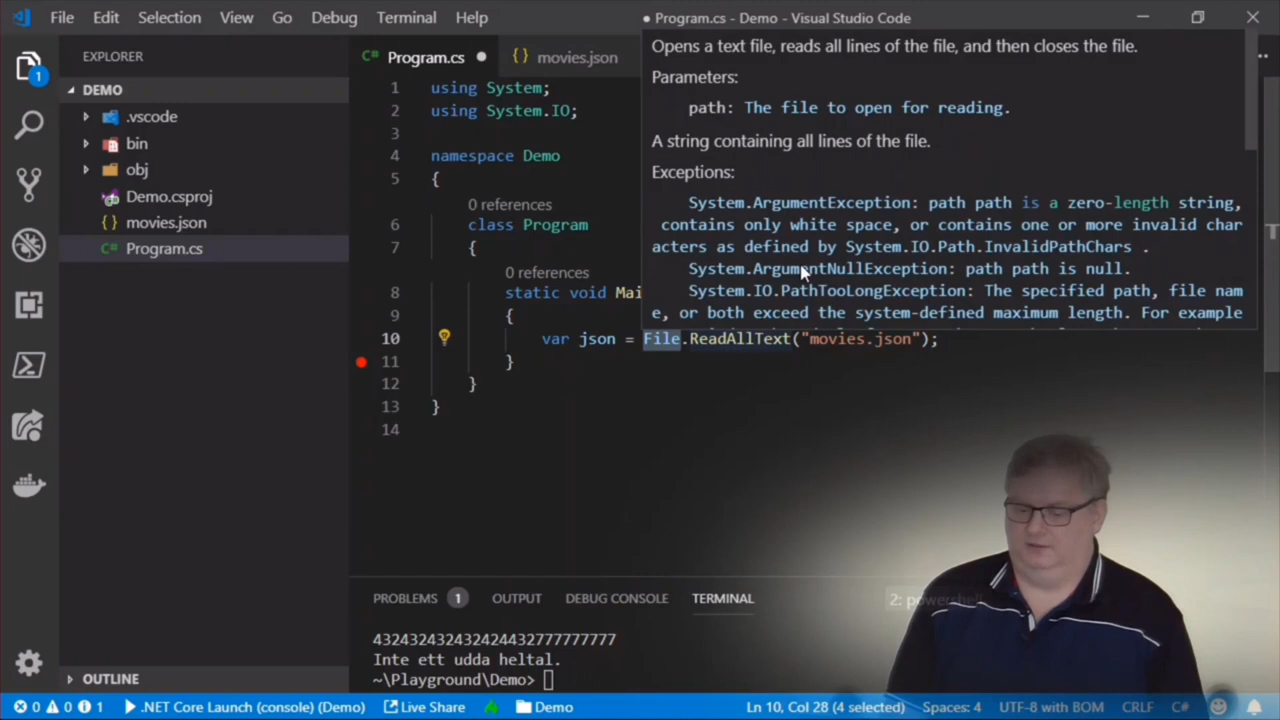 File Edit Selection View Go Debug Terminal Help
● Program.cs - Demo - Visual Studio Code
EXPLORER
1
DEMO
.vscode
bin
obj
Demo.csproj
{} movies.json
C# Program.cs
OUTLINE
C# Program.cs ●
{} movies.json
1 using System;
2 using System.IO;
3
4 namespace Demo
5 {
0 references
6 class Program
7 {
0 references
8 static void Mai
9 {
10 var json = File.ReadAllText("movies.json");
11 }
12 }
13 }
14
Opens a text file, reads all lines of the file, and then closes the file.
Parameters:
path: The file to open for reading.
A string containing all lines of the file.
Exceptions:
System.ArgumentException: path path is a zero-length string,
contains only white space, or contains one or more invalid char
acters as defined by System.IO.Path.InvalidPathChars .
System.ArgumentNullException: path path is null.
System.IO.PathTooLongException: The specified path, file nam
e, or both exceed the system-defined maximum length. For example
PROBLEMS 1 OUTPUT DEBUG CONSOLE TERMINAL
2: powershell
432432432432424432777777777
Inte ett udda heltal.
~\Playground\Demo>
0 0 1 .NET Core Launch (console) (Demo) Live Share Demo
Ln 10, Col 28 (4 selected) Spaces: 4 UTF-8 with BOM CRLF C#